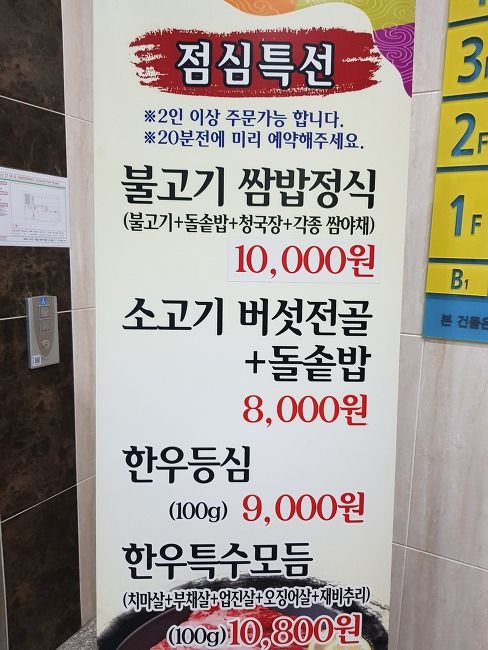 점심특선
※2인 이상 주문가능 합니다.
※20분전에 미리 예약해주세요.
불고기 쌈밥정식
(불고기+돌솥밥+청국장+각종 쌈야채)
10,000원
소고기 버섯전골
+돌솥밥
8,000원
한우등심
(100g) 9,000원
한우특수모듬
(치마살+부채살+업진살+오징어살+재비추리)
(100g) 10,800원
3
2F
1F
B1
본 건물은